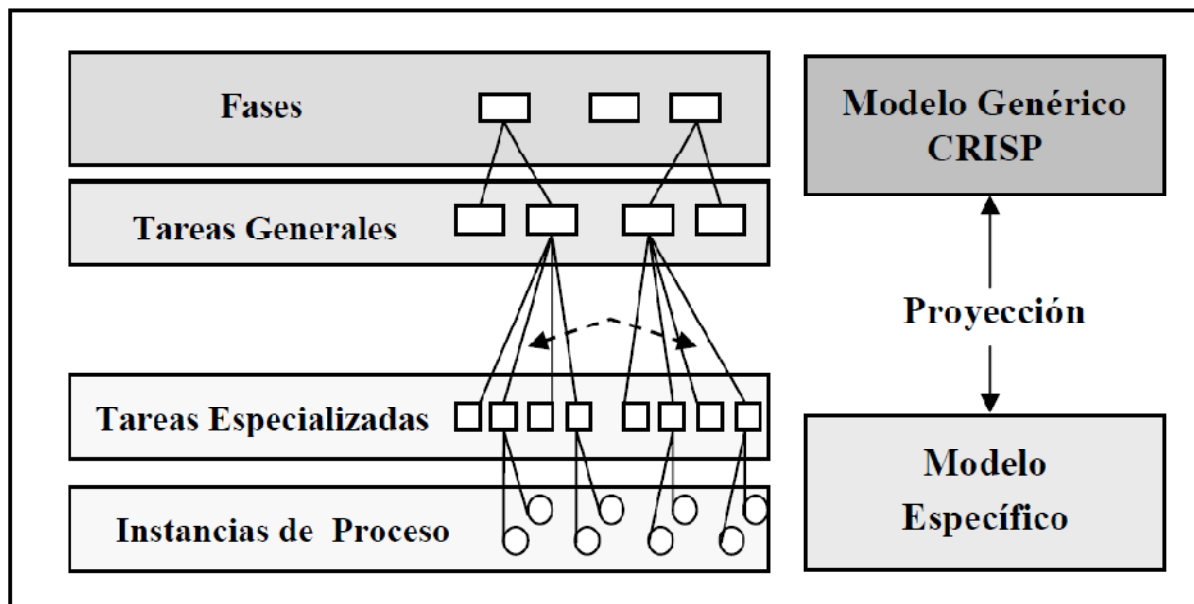 Fases
Tareas Generales
Tareas Especializadas
Instancias de Proceso
Modelo Genérico
CRISP
Proyección
Modelo
Específico